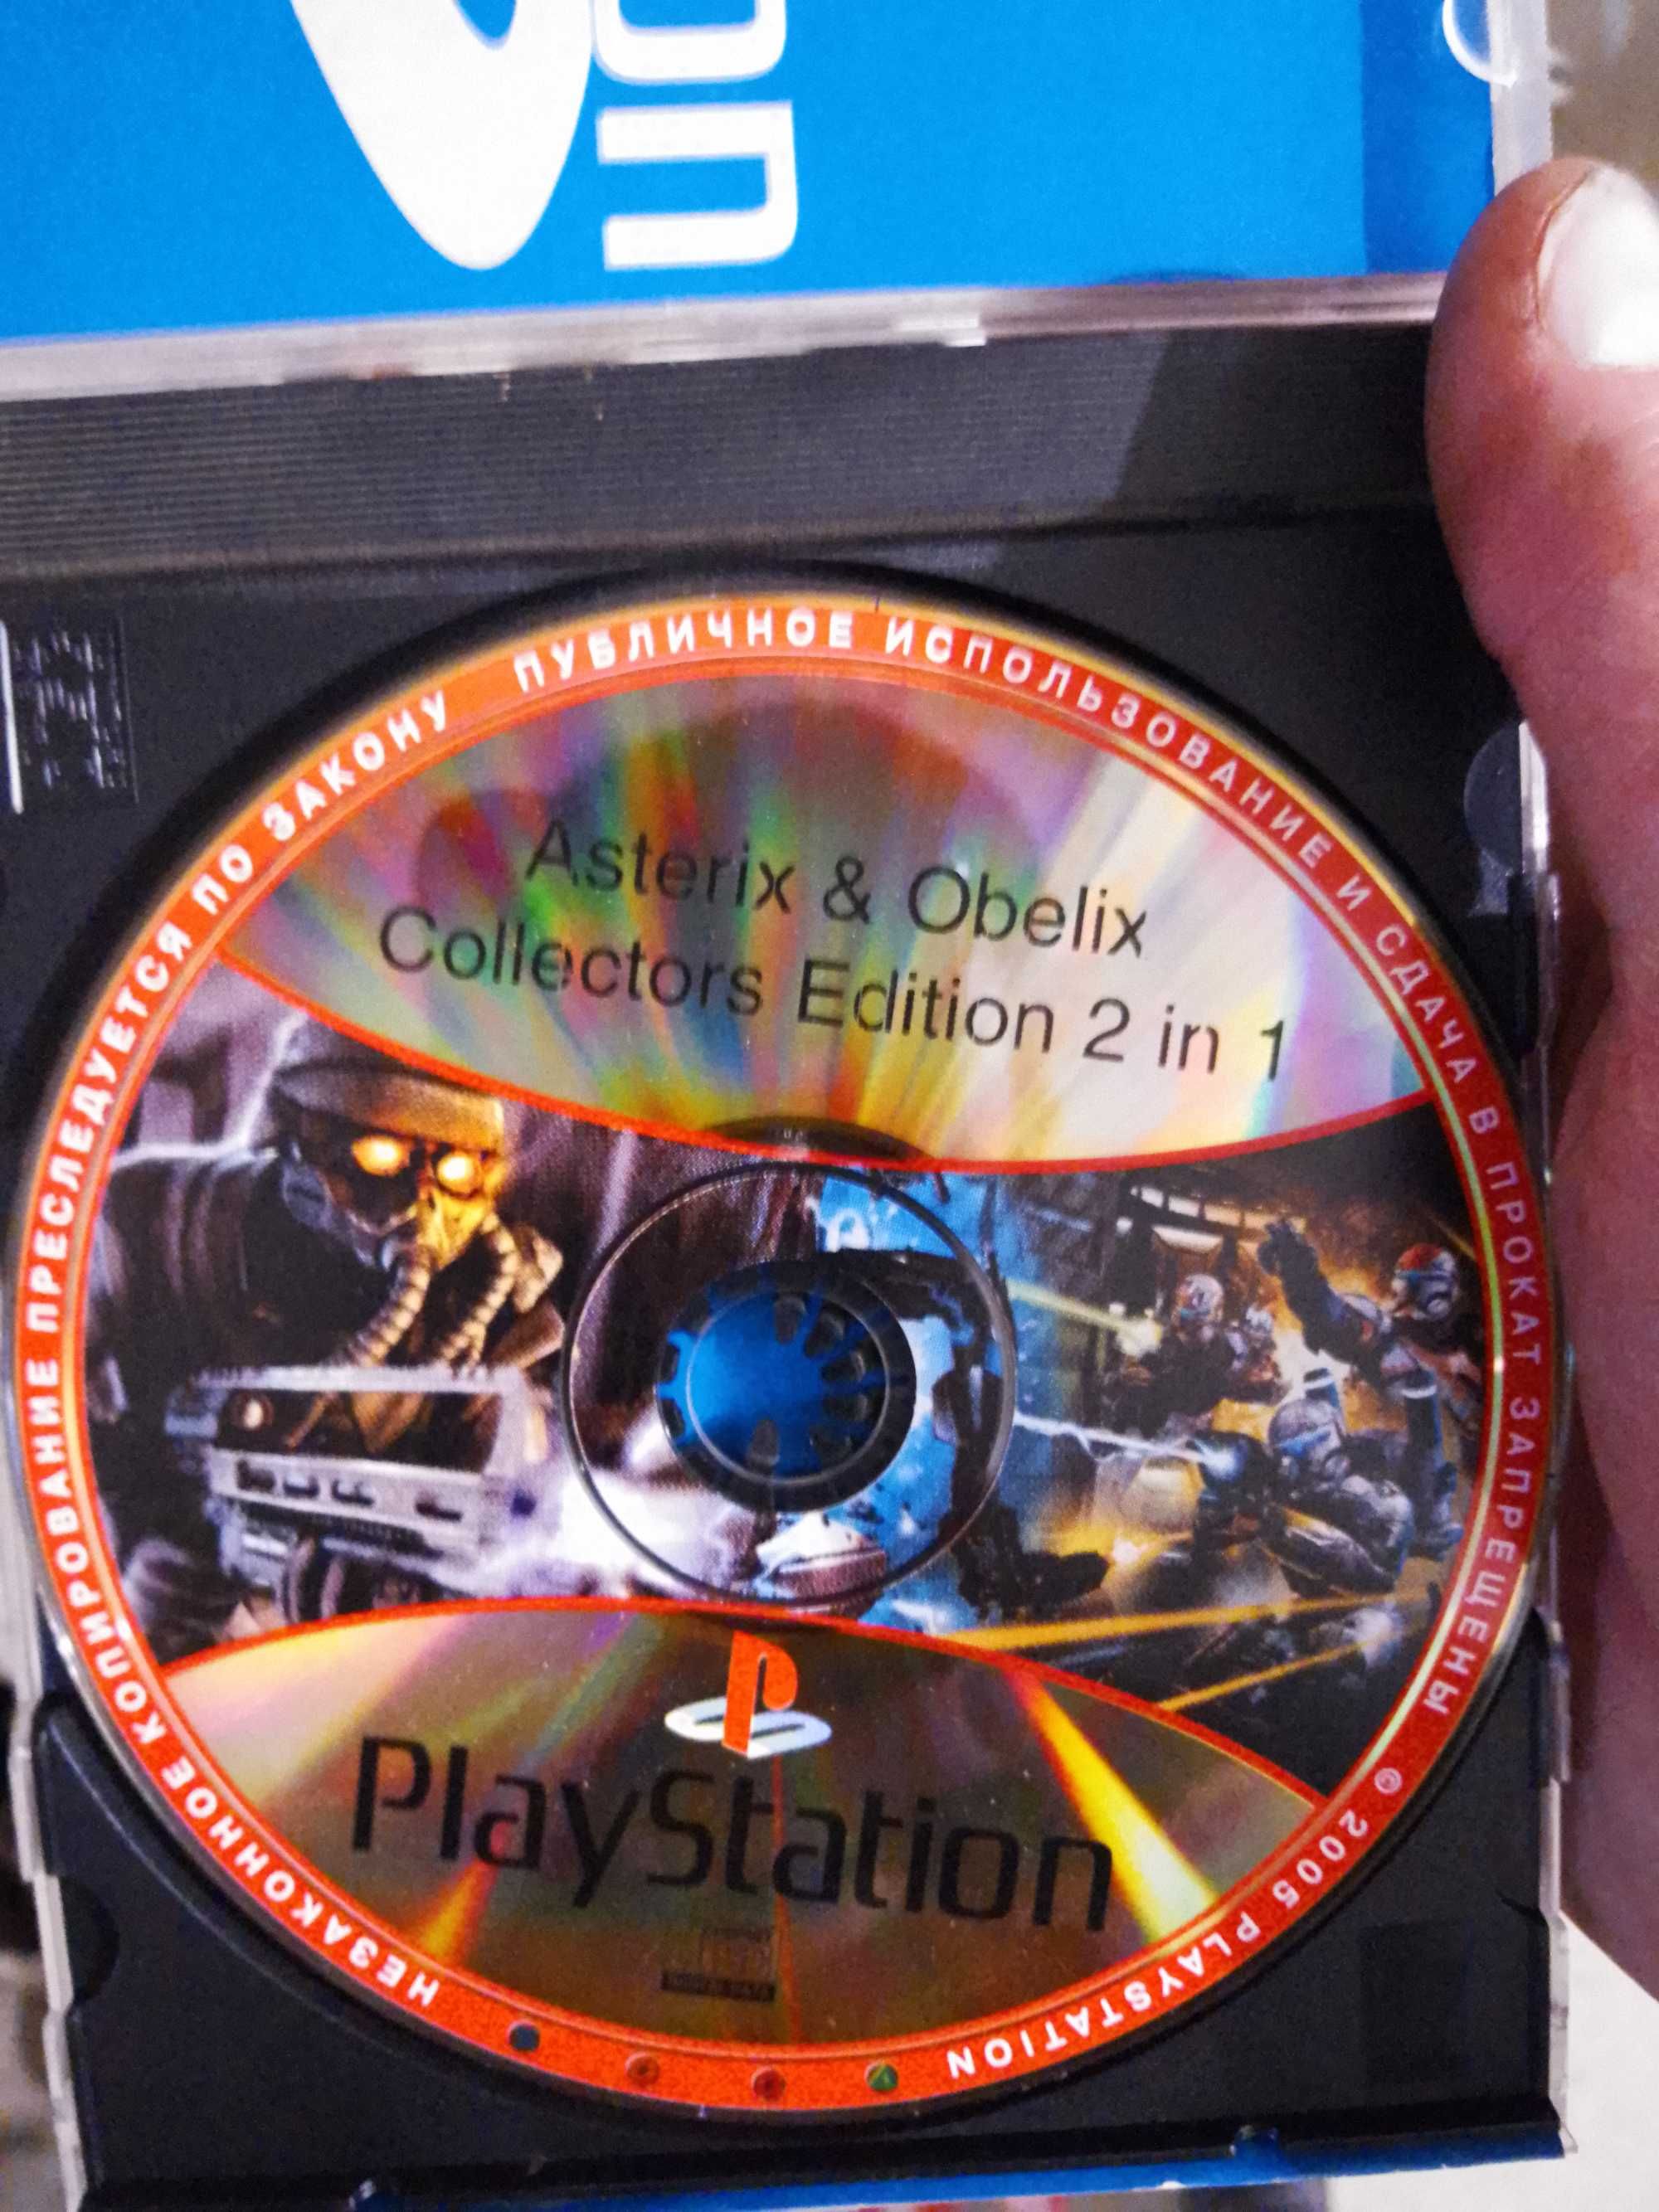 Asterix & Obelix
Collectors Edition 2 in 1
PlayStation
НЕЗАКОННОЕ КОПИРОВАНИЕ ПРЕСЛЕДУЕТСЯ ПО ЗАКОНУ ПУБЛИЧНОЕ ИСПОЛЬЗОВАНИЕ И СДАЧА В ПРОКАТ ЗАПРЕЩЕНЫ © 2005 PLAYSTATION